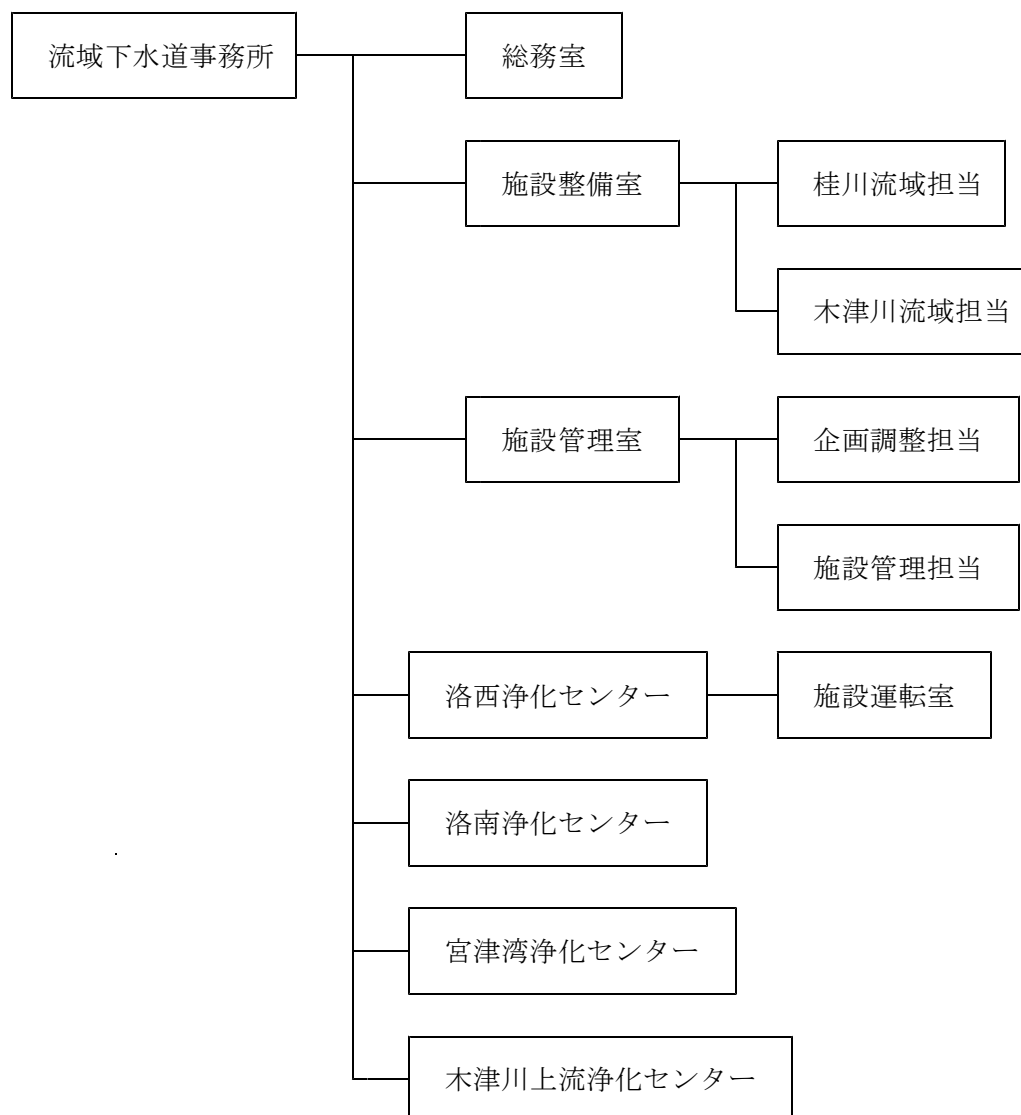 流域下水道事務所
総務室
施設整備室
桂川流域担当
木津川流域担当
施設管理室
企画調整担当
施設管理担当
洛西浄化センター
施設運転室
洛南浄化センター
宮津湾浄化センター
木津川上流浄化センター